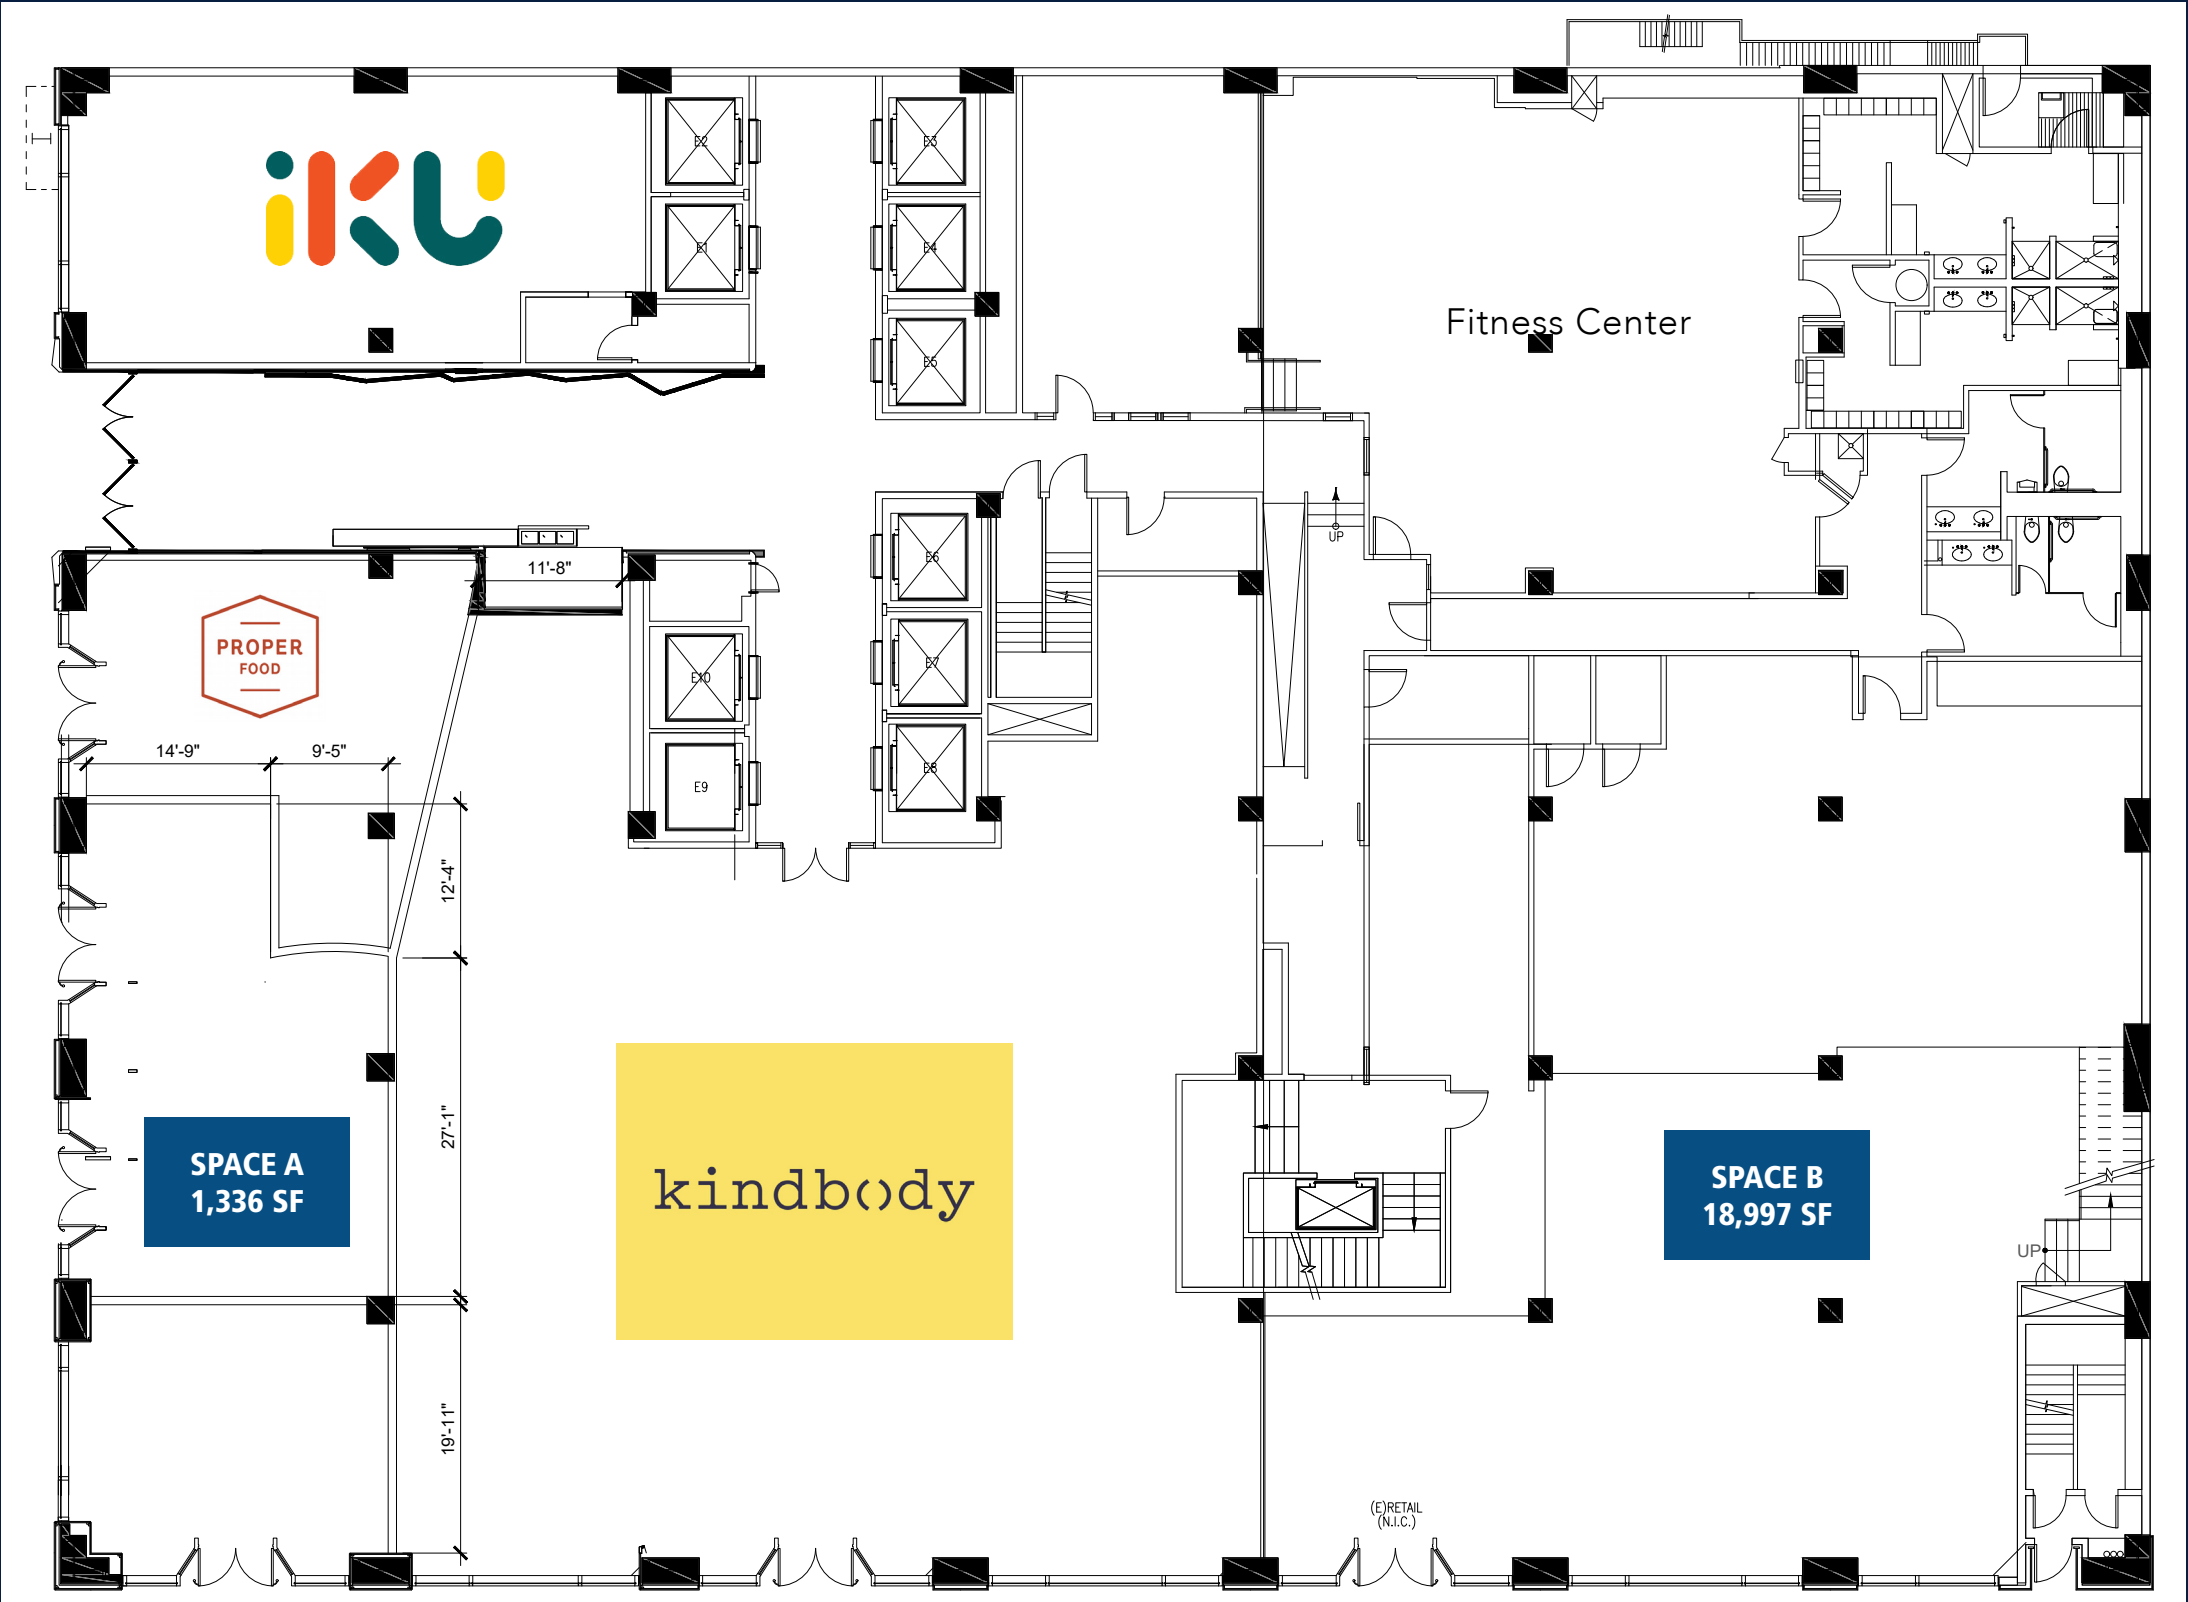 iKU
E2
E3
E1
E4
E5
Fitness Center
UP
11'-8"
E6
PROPER
FOOD
E7
E10
14'-9"
9'-5"
E8
E9
12'-4"
27'-1"
SPACE A
1,336 SF
kindbody
SPACE B
18,997 SF
UP
19'-11"
(E)RETAIL
(N.I.C.)